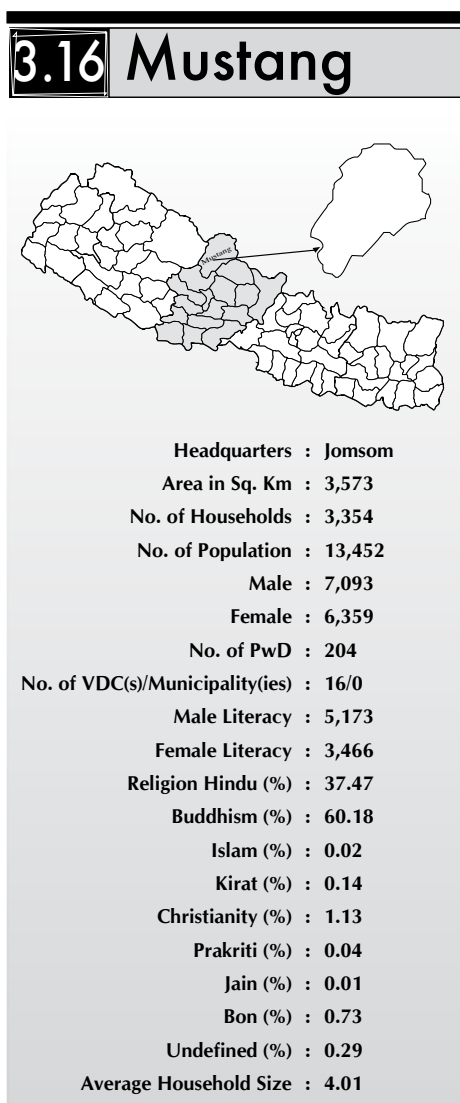 3.16 Mustang
Mustang
Headquarters : Jomsom
Area in Sq. Km : 3,573
No. of Households : 3,354
No. of Population : 13,452
Male : 7,093
Female : 6,359
No. of PwD : 204
No. of VDC(s)/Municipality(ies) : 16/0
Male Literacy : 5,173
Female Literacy : 3,466
Religion Hindu (%) : 37.47
Buddhism (%) : 60.18
Islam (%) : 0.02
Kirat (%) : 0.14
Christianity (%) : 1.13
Prakriti (%) : 0.04
Jain (%) : 0.01
Bon (%) : 0.73
Undefined (%) : 0.29
Average Household Size : 4.01